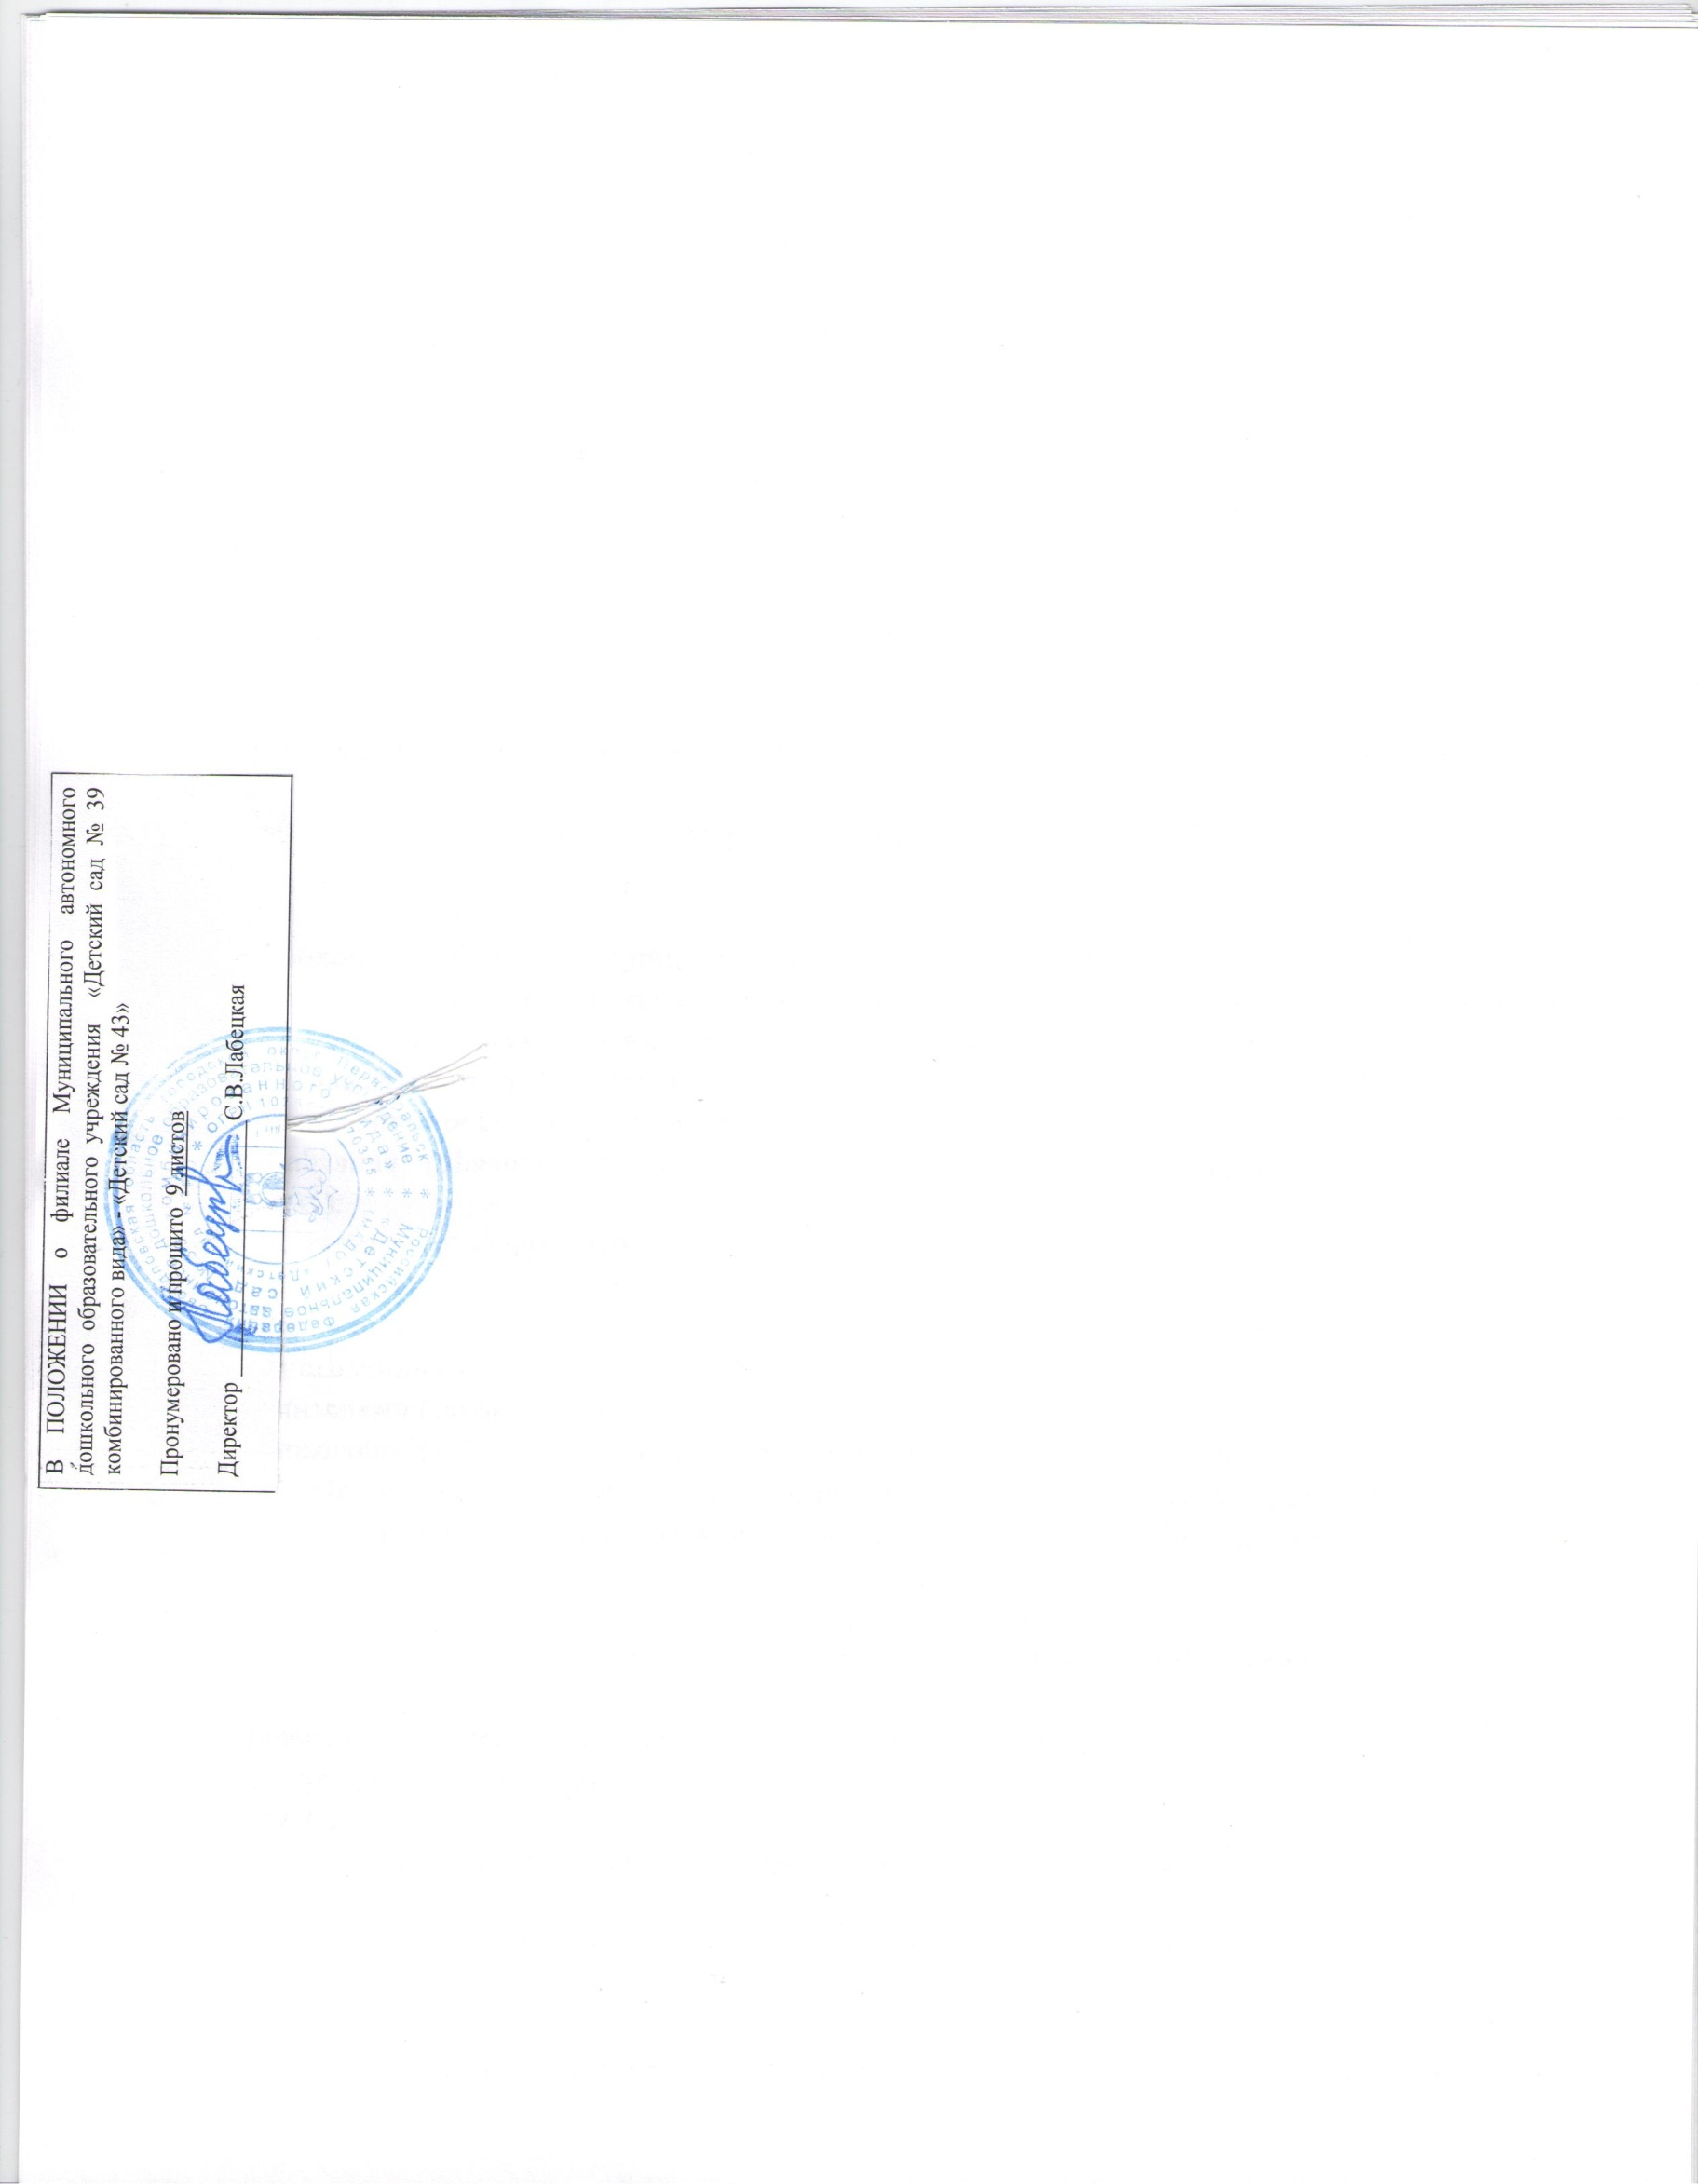 В ПОЛОЖЕНИИ о филиале Муниципального автономного
дошкольного образовательного учреждения «Детский сад № 39
комбинированного вида» - «Детский сад № 43»
Пронумеровано и прошито 9 листов
Директор С.В.Лабецкая